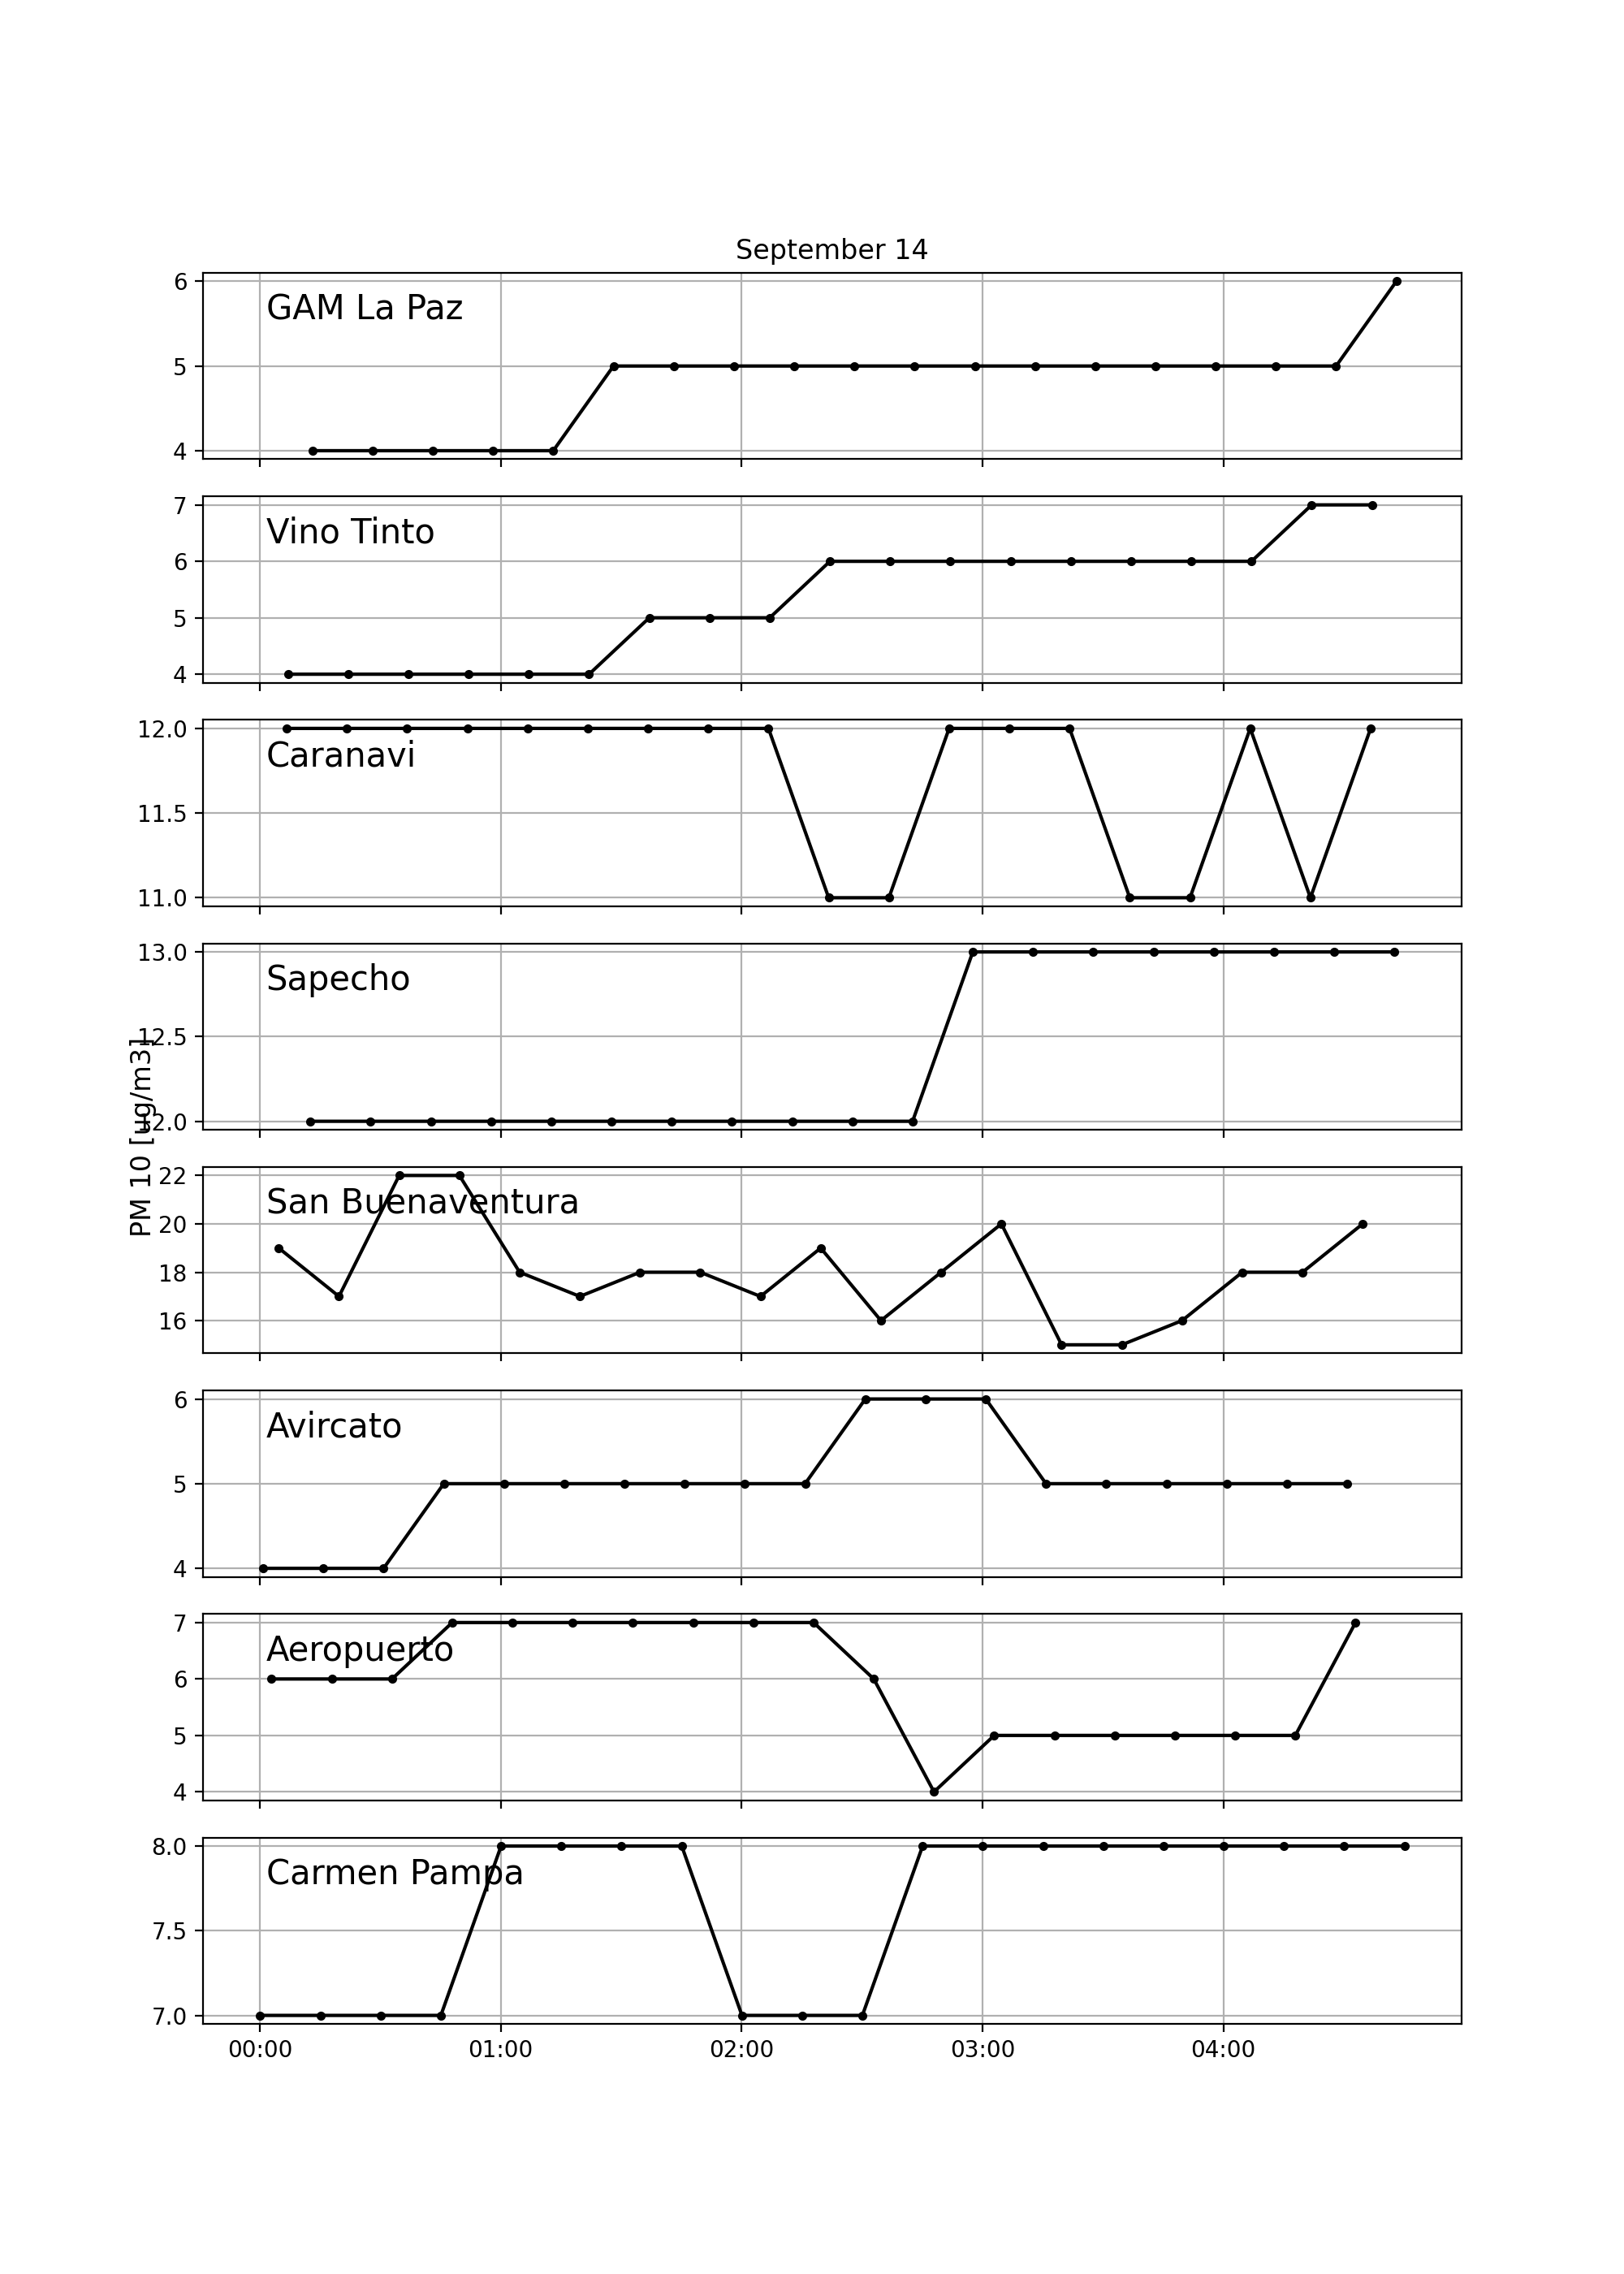 September 14
6
GAM La Paz
5
4
7
Vino Tinto
6
5
4
12.0
Caranavi
11.5
11.0
13.0
Sapecho
12.5
12.0
PM 10 [ug/m3]
22
San Buenaventura
20
18
16
6
Avircato
5
4
7
Aeropuerto
6
5
4
8.0
Carmen Pampa
7.5
7.0
00:00 01:00 02:00 03:00 04:00